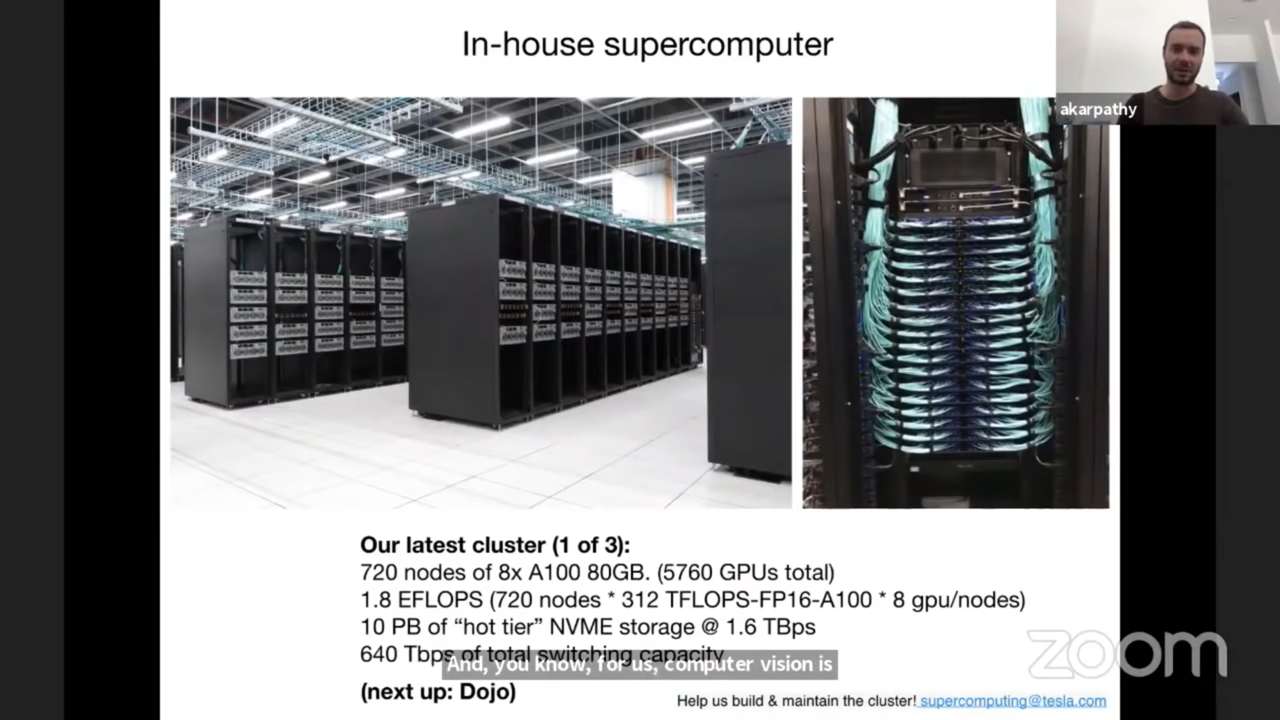 In-house supercomputer
akarpathy
Our latest cluster (1 of 3):
720 nodes of 8x A100 80GB. (5760 GPUs total)
1.8 EFLOPS (720 nodes * 312 TFLOPS-FP16-A100 * 8 gpu/nodes)
10 PB of “hot tier” NVME storage @ 1.6 TBps
640 Tbps of total switching capacity
And, you know, for us, computer vision is
(next up: Dojo)
Help us build & maintain the cluster! supercomputing@tesla.com
zoom